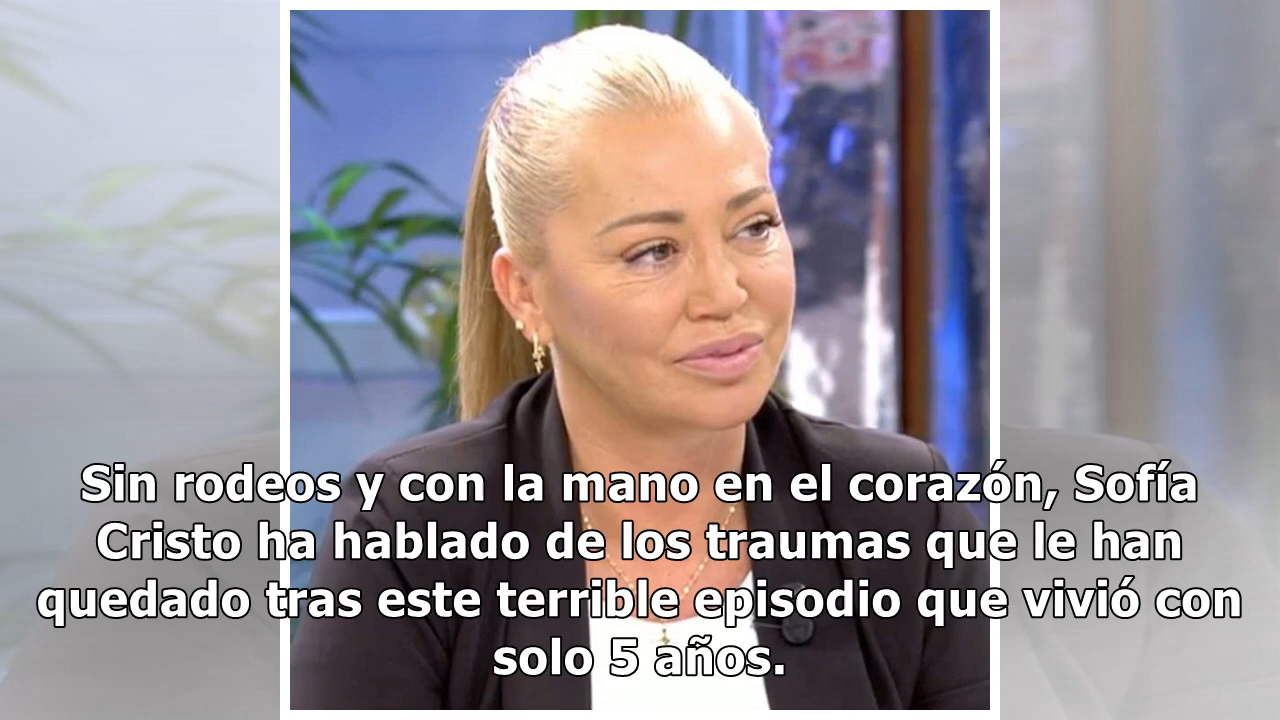 Sin rodeos y con la mano en el corazón, Sofía
Cristo ha hablado de los traumas que le han
quedado tras este terrible episodio que vivió con
solo 5 años.